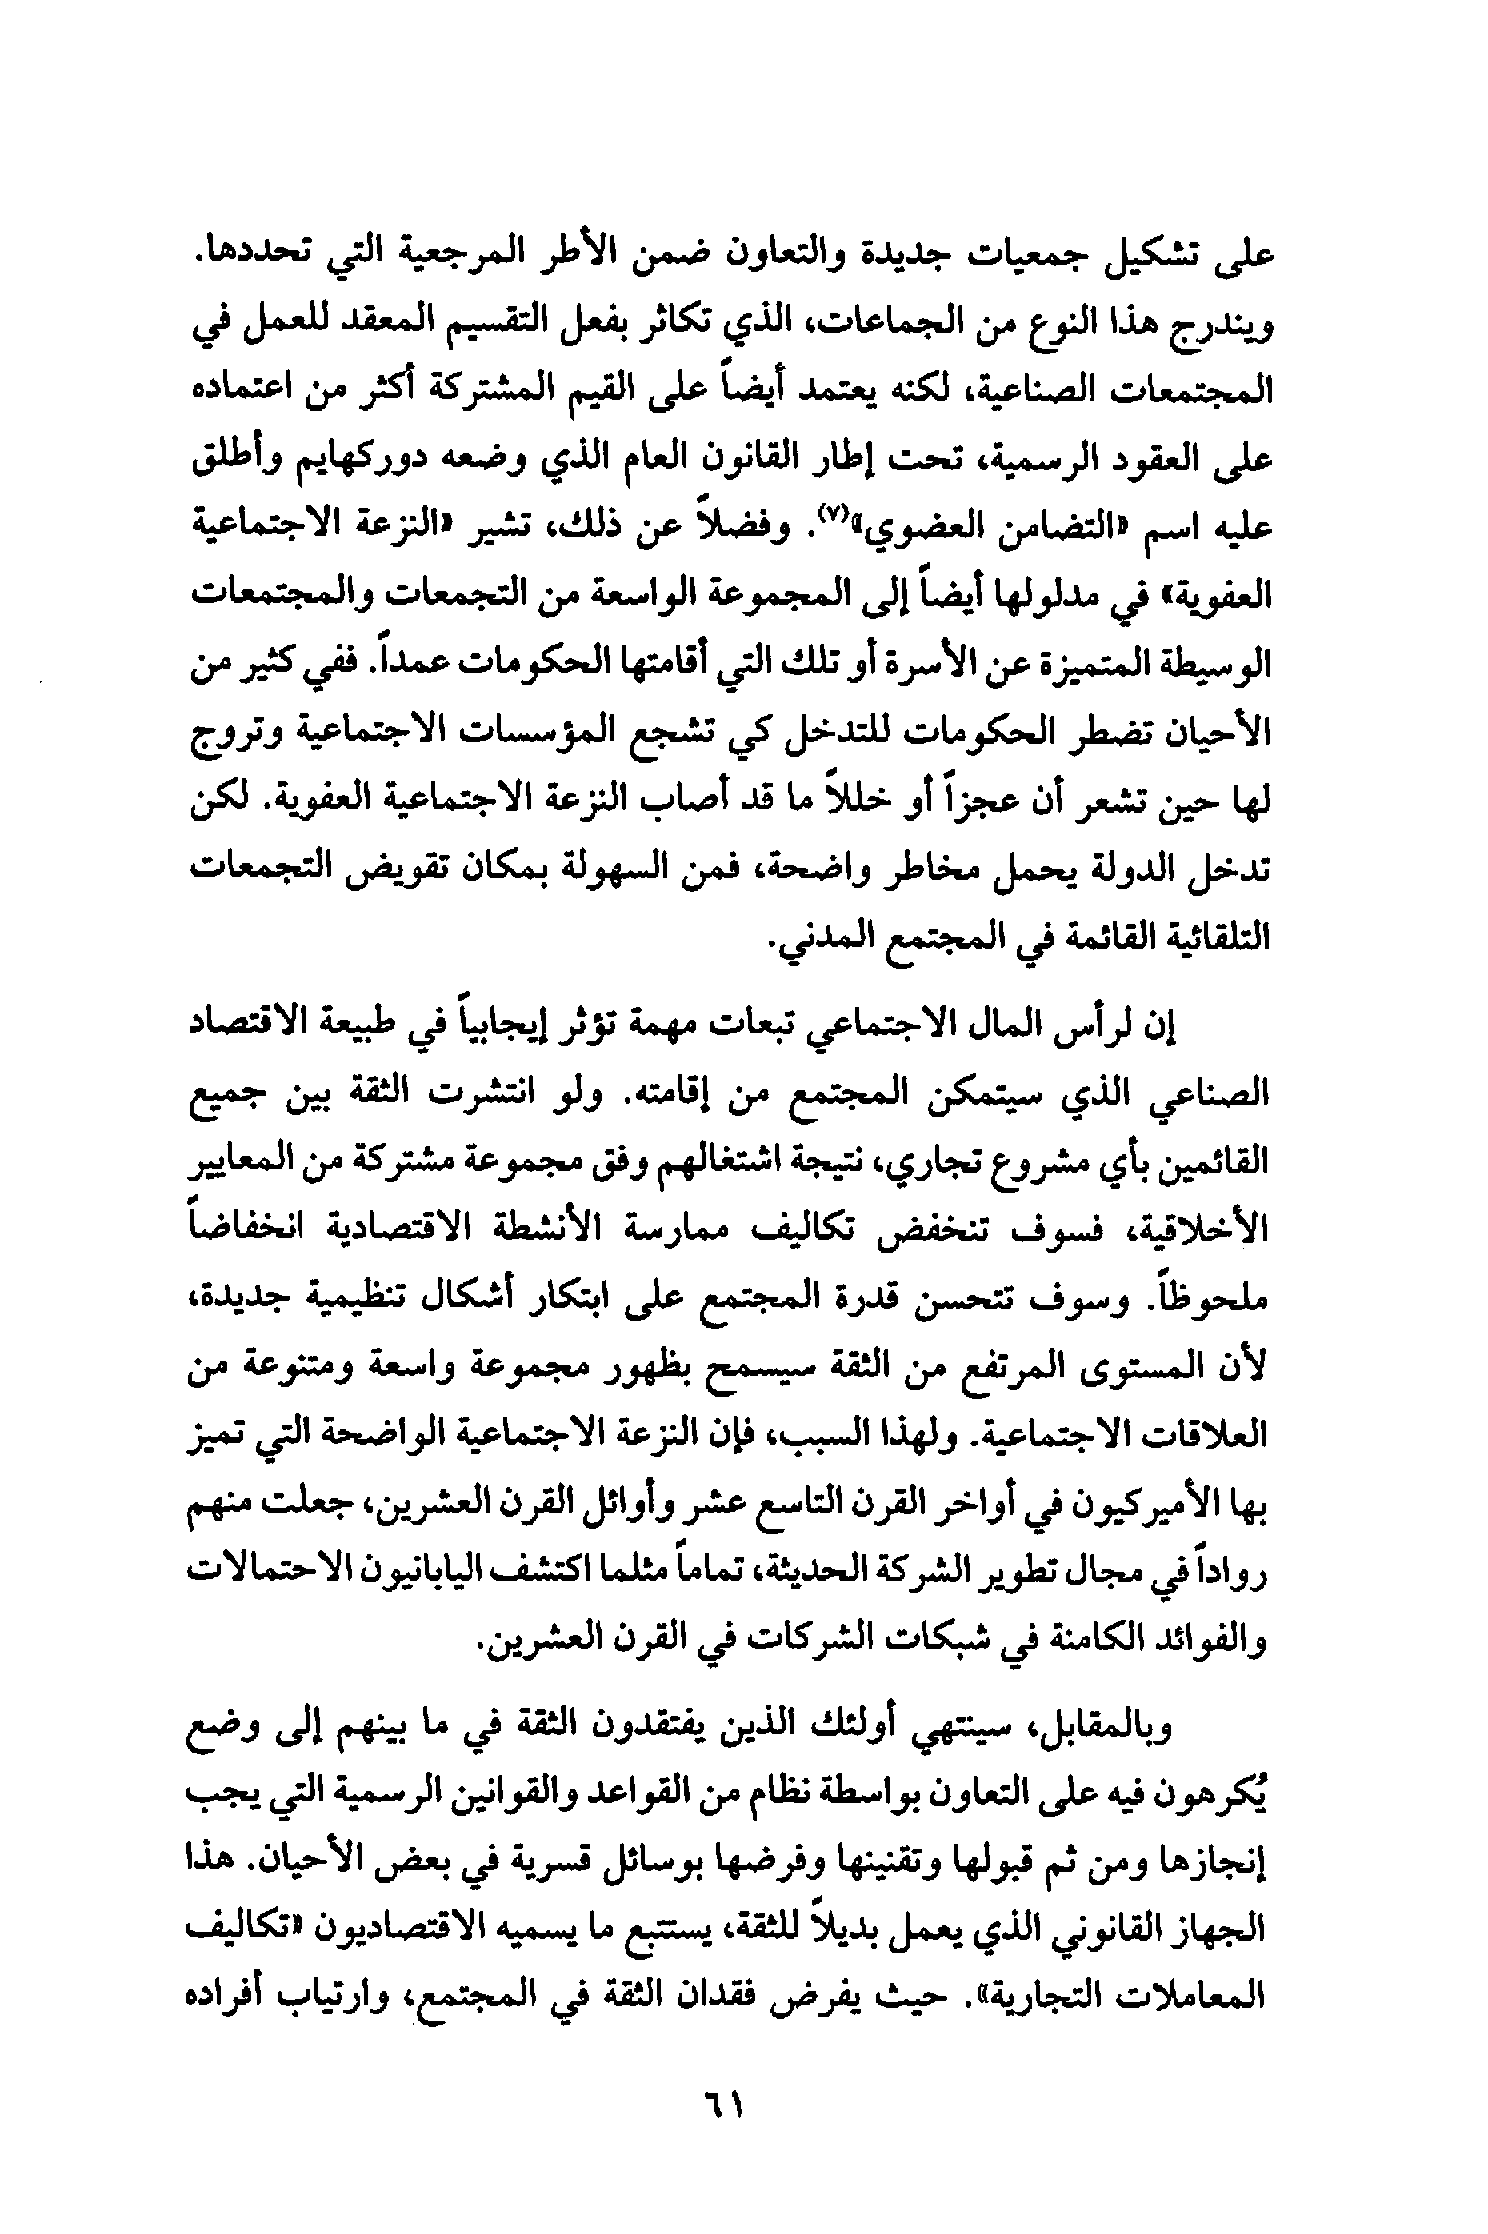 على تشكيل جمعيات جديدة والتعاون ضمن الأطر المرجعية التي تحددها.
ويندرج هذا النوع من الجماعات، الذي تكاثر بفعل التقسيم المعقد للعمل في
المجتمعات الصناعية، لكنه يعتمد أيضاً على القيم المشتركة أكثر من اعتماده
على العقود الرسمية، تحت إطار القانون العام الذي وضعه دوركهايم وأطلق
عليه اسم «التضامن العضوي»(٧). وفضلاً عن ذلك، تشير «النزعة الاجتماعية
العفوية» في مدلولها أيضاً إلى المجموعة الواسعة من التجمعات والمجتمعات
الوسيطة المتميزة عن الأسرة أو تلك التي أقامتها الحكومات عمداً. ففي كثير من
الأحيان تضطر الحكومات للتدخل كي تشجع المؤسسات الاجتماعية وتروج
لها حين تشعر أن عجزاً أو خللاً ما قد أصاب النزعة الاجتماعية العفوية. لكن
تدخل الدولة يحمل مخاطر واضحة، فمن السهولة بمكان تقويض التجمعات
التلقائية القائمة في المجتمع المدني.
إن لرأس المال الاجتماعي تبعات مهمة تؤثر إيجابياً في طبيعة الاقتصاد
الصناعي الذي سيتمكن المجتمع من إقامته. ولو انتشرت الثقة بين جميع
القائمين بأي مشروع تجاري، نتيجة اشتغالهم وفق مجموعة مشتركة من المعايير
الأخلاقية، فسوف تنخفض تكاليف ممارسة الأنشطة الاقتصادية انخفاضاً
ملحوظاً. وسوف تتحسن قدرة المجتمع على ابتكار أشكال تنظيمية جديدة،
لأن المستوى المرتفع من الثقة سيسمح بظهور مجموعة واسعة ومتنوعة من
العلاقات الاجتماعية. ولهذا السبب، فإن النزعة الاجتماعية الواضحة التي تميز
بها الأميركيون في أواخر القرن التاسع عشر وأوائل القرن العشرين، جعلت منهم
رواداً في مجال تطوير الشركة الحديثة، تماماً مثلما اكتشف اليابانيون الاحتمالات
والفوائد الكامنة في شبكات الشركات في القرن العشرين.
وبالمقابل، سينتهي أولئك الذين يفتقدون الثقة في ما بينهم إلى وضع
يُكرهون فيه على التعاون بواسطة نظام من القواعد والقوانين الرسمية التي يجب
إنجازها ومن ثم قبولها وتقنينها وفرضها بوسائل قسرية في بعض الأحيان. هذا
الجهاز القانوني الذي يعمل بديلاً للثقة، يستتبع ما يسميه الاقتصاديون «تكاليف
المعاملات التجارية». حيث يفرض فقدان الثقة في المجتمع، وارتياب أفراده
٦١